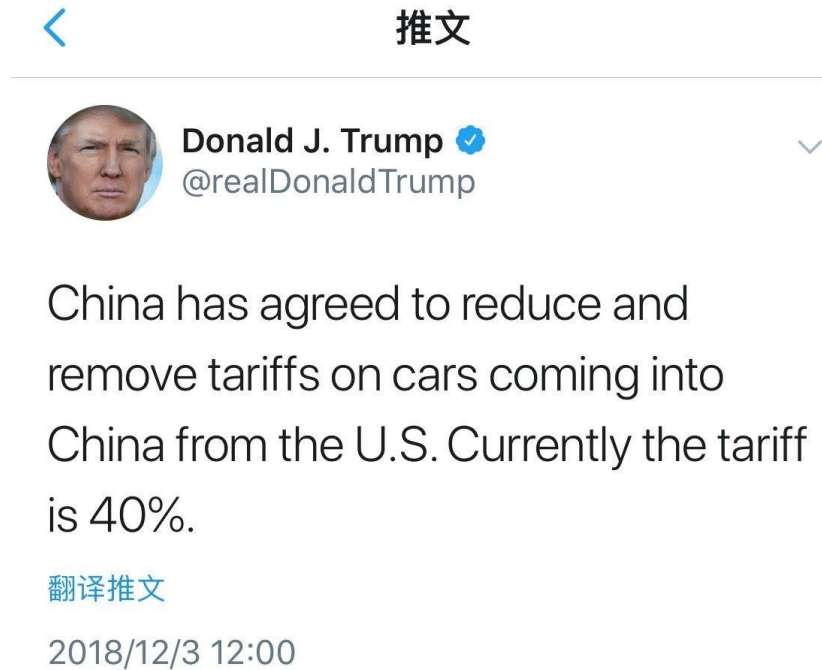 推文
Donald J. Trump
@realDonaldTrump
China has agreed to reduce and
remove tariffs on cars coming into
China from the U.S. Currently the tariff
is 40%.
翻译推文
2018/12/3 12:00